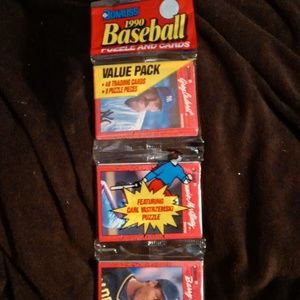 DONRUSS
1990
Baseball
PUZZLE AND CARDS
VALUE PACK
• 48 TRADING CARDS
• 9 PUZZLE PIECES
FEATURING
CARL YASTRZEMSKI
PUZZLE